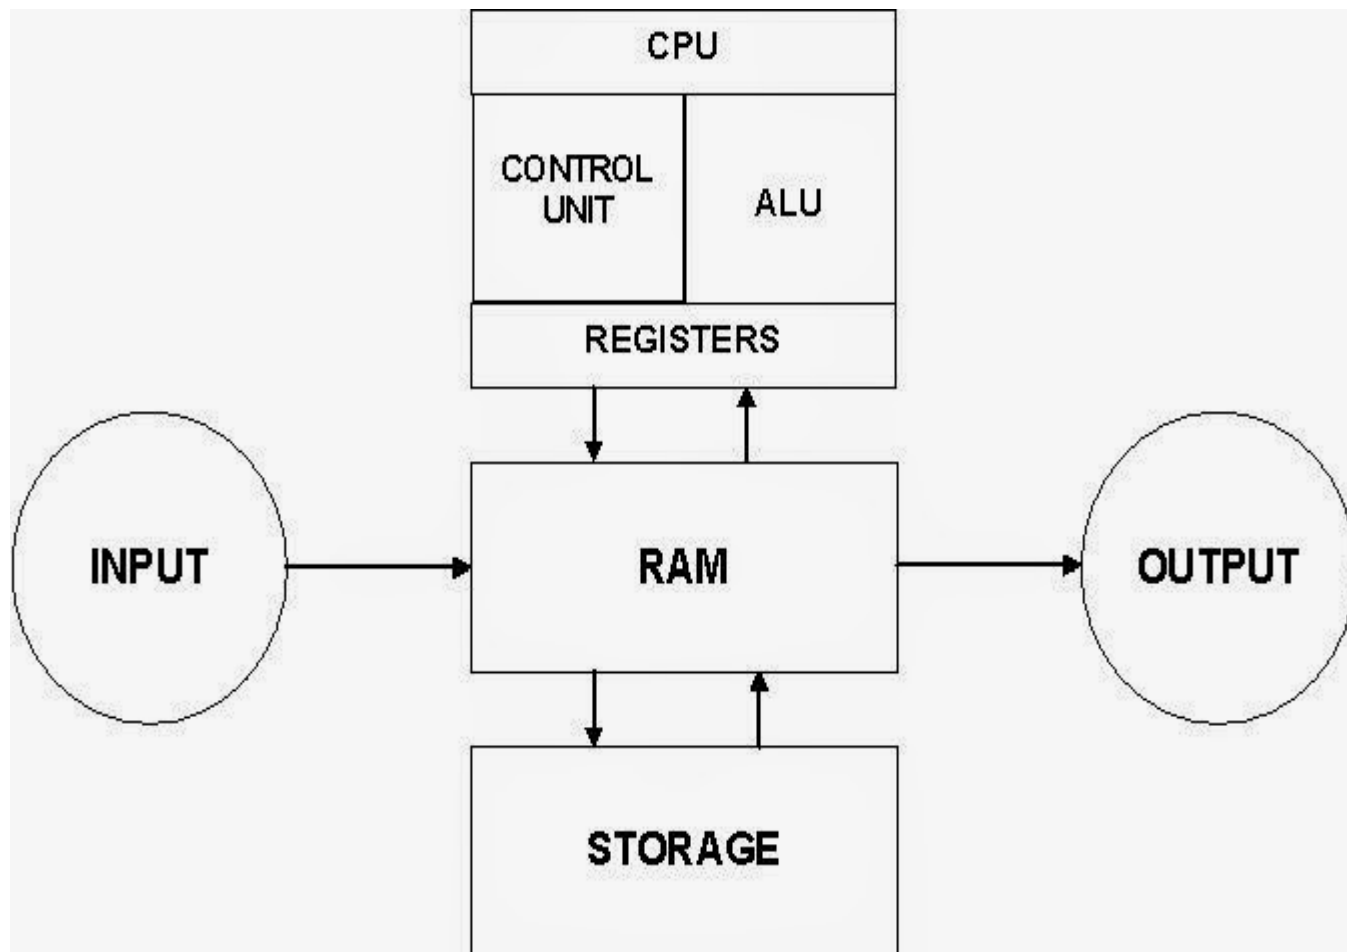 CPU
CONTROL
UNIT
ALU
REGISTERS
INPUT
RAM
OUTPUT
STORAGE